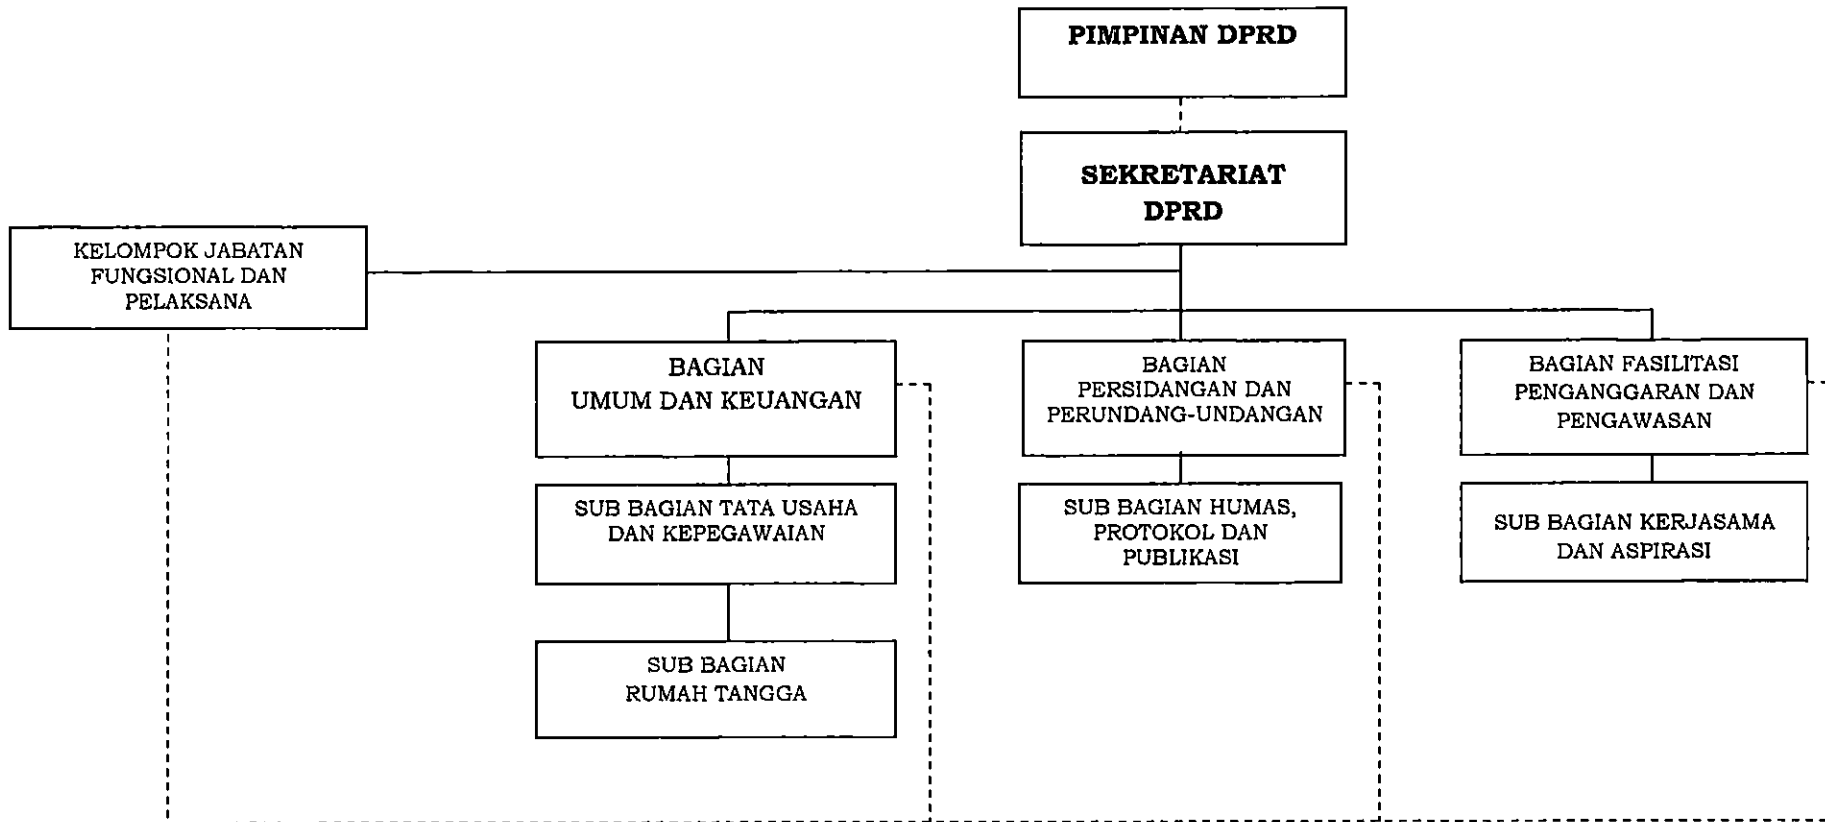 PIMPINAN DPRD
SEKRETARIAT
DPRD
KELOMPOK JABATAN
FUNGSIONAL DAN
PELAKSANA
BAGIAN
UMUM DAN KEUANGAN
BAGIAN
PERSIDANGAN DAN
PERUNDANG-UNDANGAN
BAGIAN FASILITASI
PENGANGGARAN DAN
PENGAWASAN
SUB BAGIAN TATA USAHA
DAN KEPEGAWAIAN
SUB BAGIAN HUMAS,
PROTOKOL DAN
PUBLIKASI
SUB BAGIAN KERJASAMA
DAN ASPIRASI
SUB BAGIAN
RUMAH TANGGA